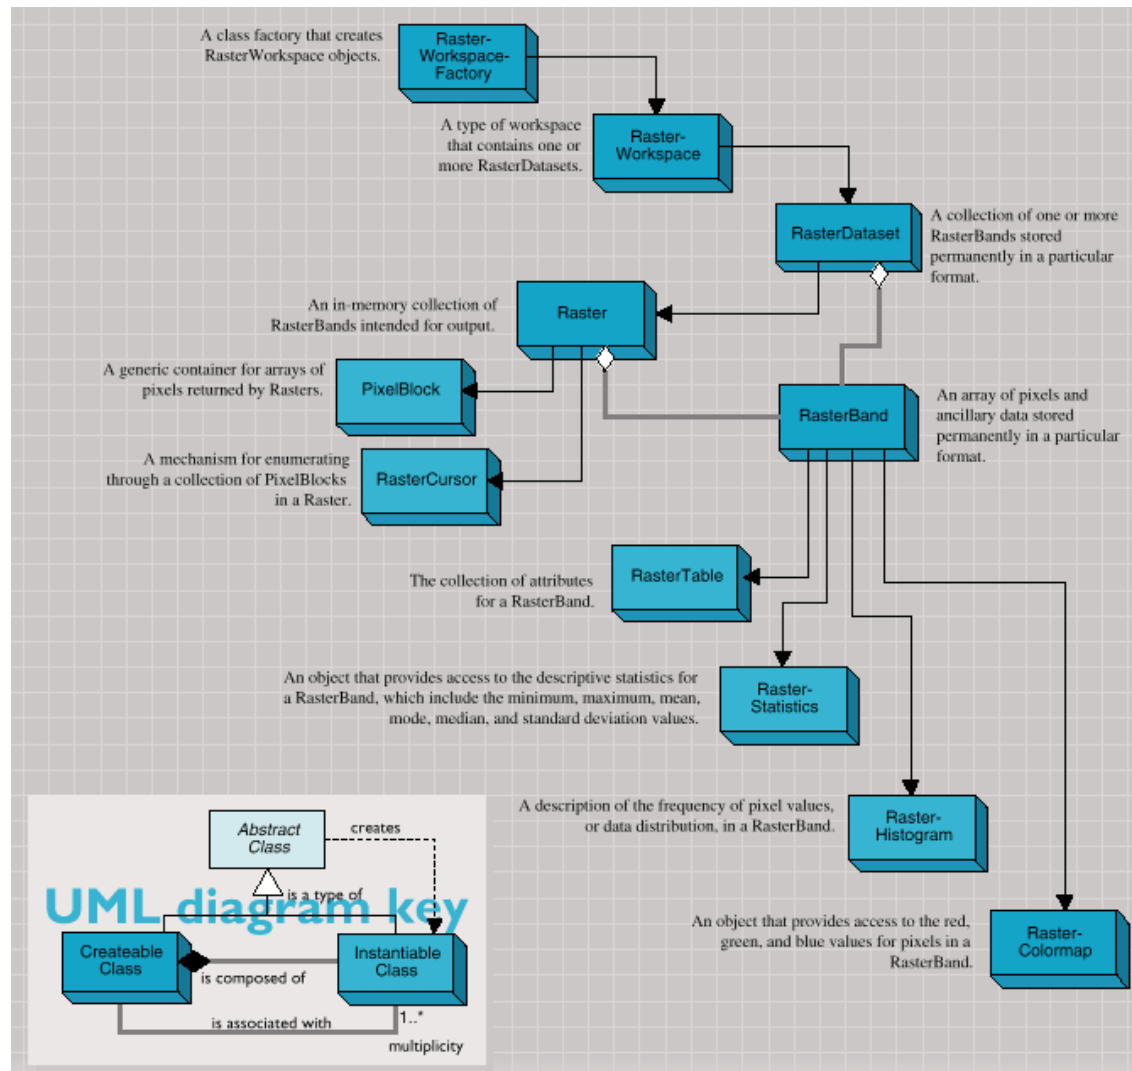 A class factory that creates
RasterWorkspace objects.
Raster-
Workspace-
Factory
A type of workspace
that contains one or
more RasterDatasets.
Raster-
Workspace
RasterDataset
A collection of one or more
RasterBands stored
permanently in a particular
format.
An in-memory collection of
RasterBands intended for output.
Raster
A generic container for arrays of
pixels returned by Rasters.
PixelBlock
RasterBand
An array of pixels and
ancillary data stored
permanently in a particular
format.
A mechanism for enumerating
through a collection of PixelBlocks
in a Raster.
RasterCursor
The collection of attributes
for a RasterBand.
RasterTable
An object that provides access to the descriptive statistics for
a RasterBand, which include the minimum, maximum, mean,
mode, median, and standard deviation values.
Raster-
Statistics
A description of the frequency of pixel values,
or data distribution, in a RasterBand.
Raster-
Histogram
An object that provides access to the red,
green, and blue values for pixels in a
RasterBand.
Raster-
Colormap
Abstract
Class
creates
is a type of
UML diagram key
Createable
Class
Instantiable
Class
is composed of
is associated with
1..*
multiplicity